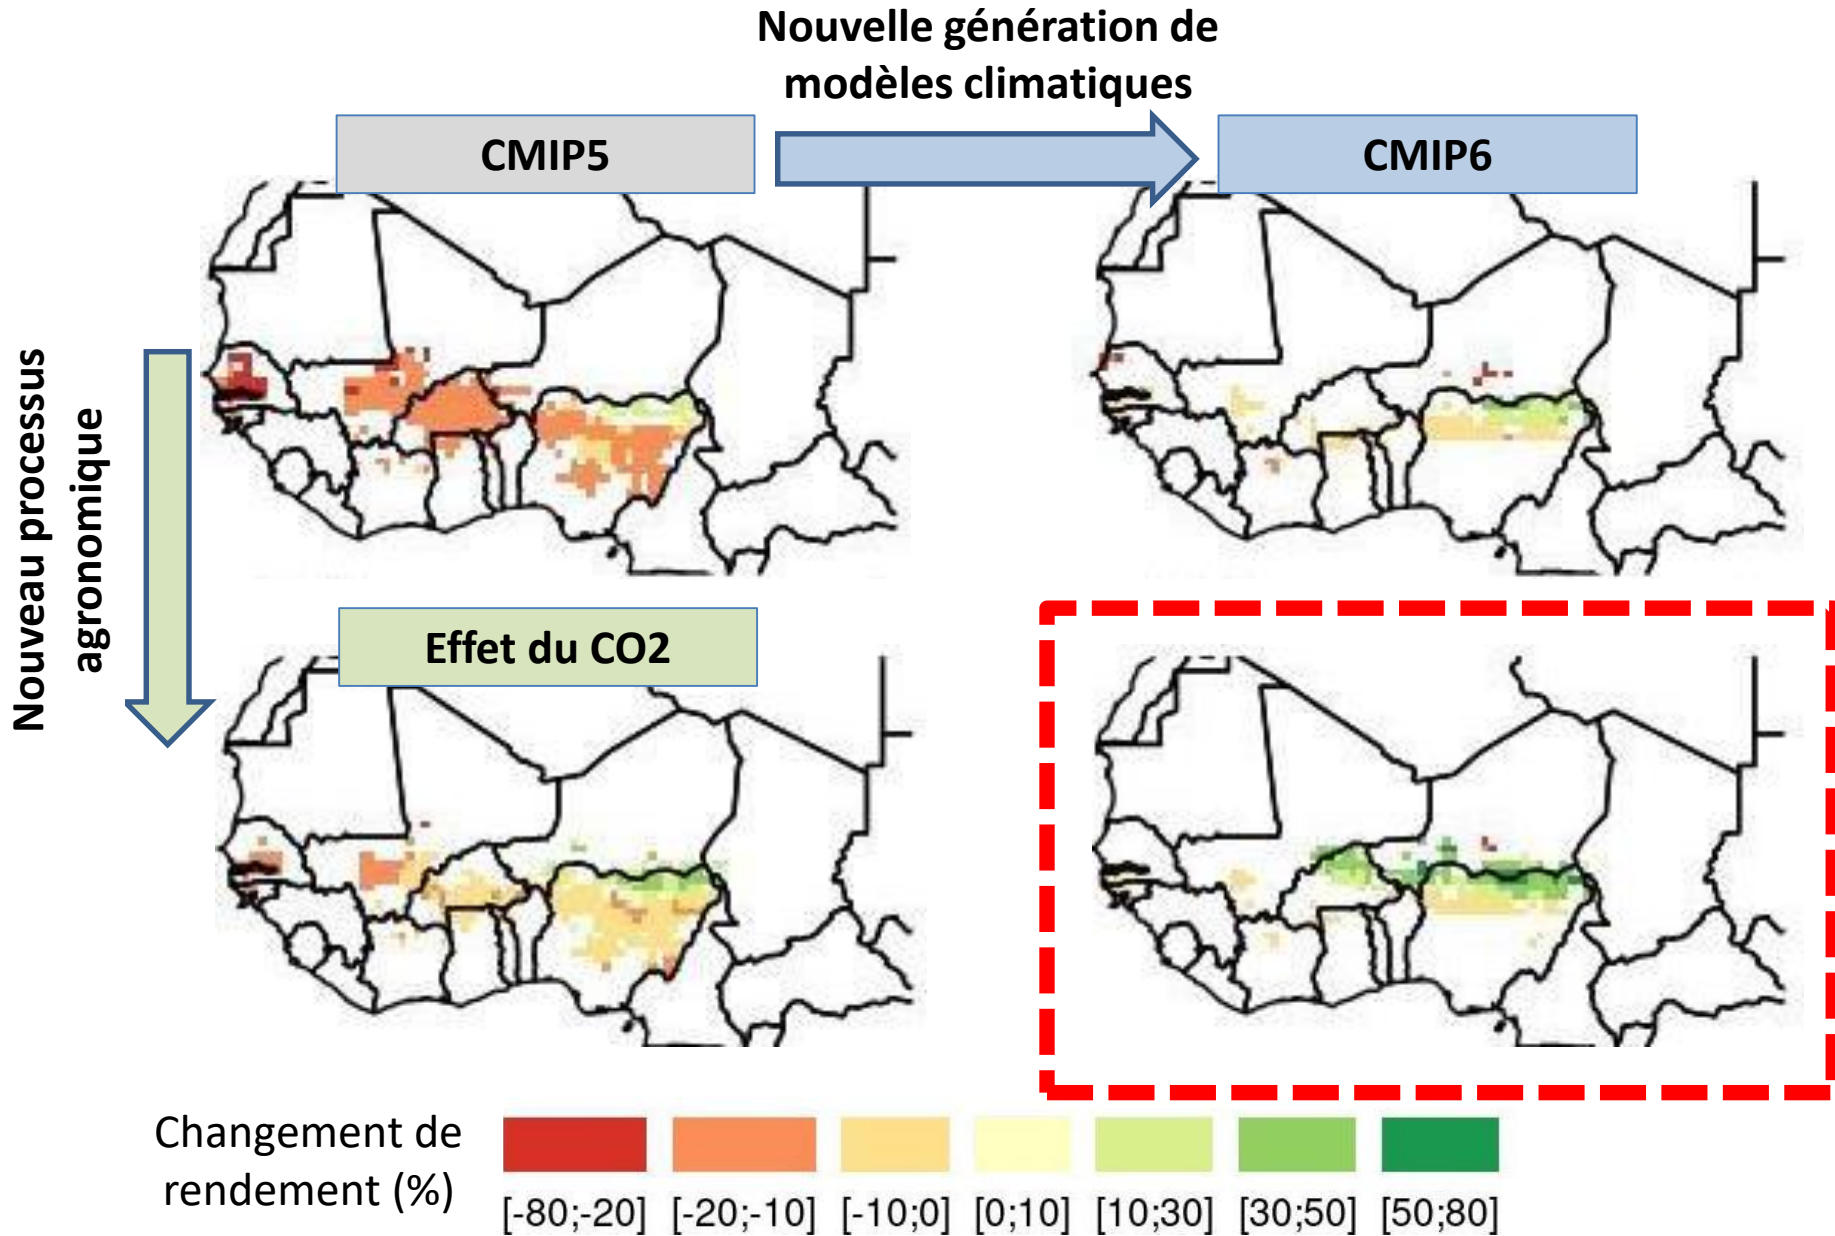 Nouvelle génération de
modèles climatiques
CMIP5
CMIP6
Nouveau processus
agronomique
Effet du CO2
Changement de
rendement (%)
[-80;-20] [-20;-10] [-10;0] [0;10] [10;30] [30;50] [50;80]